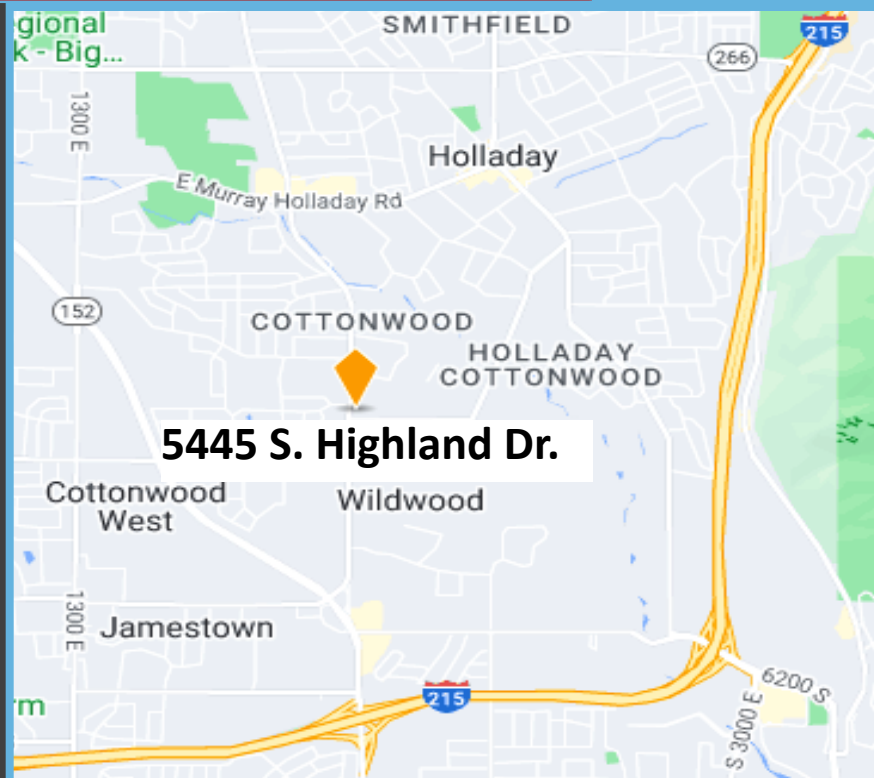 gional
k - Big...
SMITHFIELD
215
266
1300 E
Holladay
E Murray Holladay Rd
152
COTTONWOOD
HOLLADAY
COTTONWOOD
5445 S. Highland Dr.
Cottonwood
West
Wildwood
1300 E
Jamestown
215
6200 S
S 3000 E
rm